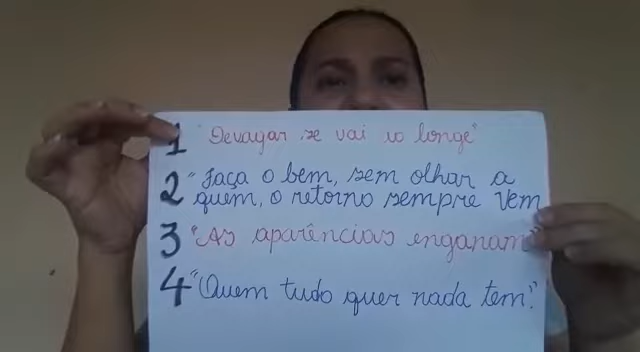 1 "Devagar se vai ao longe"
2 "Faça o bem, sem olhar a
quem, o retorno sempre vem
3 "As aparências enganam"
4 "Quem tudo quer nada tem."